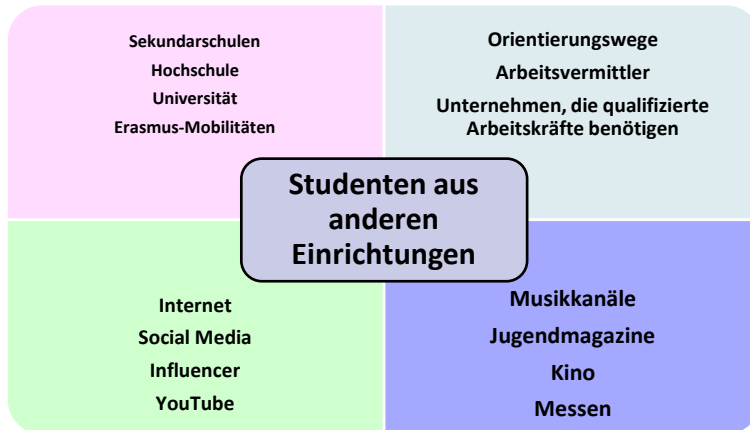 Sekundarschulen
Hochschule
Universität
Erasmus-Mobilitäten
Orientierungswege
Arbeitsvermittler
Unternehmen, die qualifizierte
Arbeitskräfte benötigen
Studenten aus
anderen
Einrichtungen
Internet
Social Media
Influencer
YouTube
Musikkanäle
Jugendmagazine
Kino
Messen